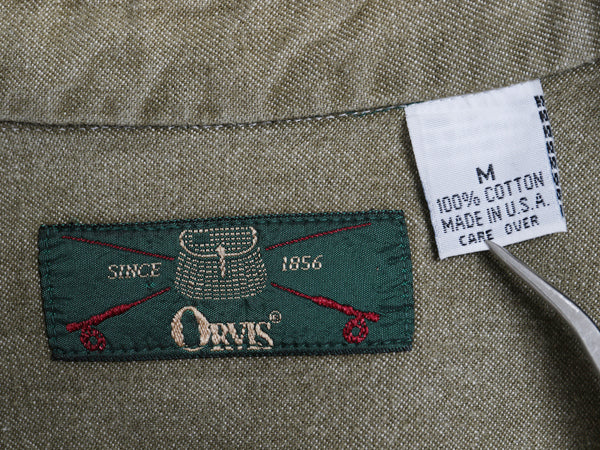 M
100% COTTON
MADE IN U.S.A.
CARE OVER
SINCE 1856
ORVIS©